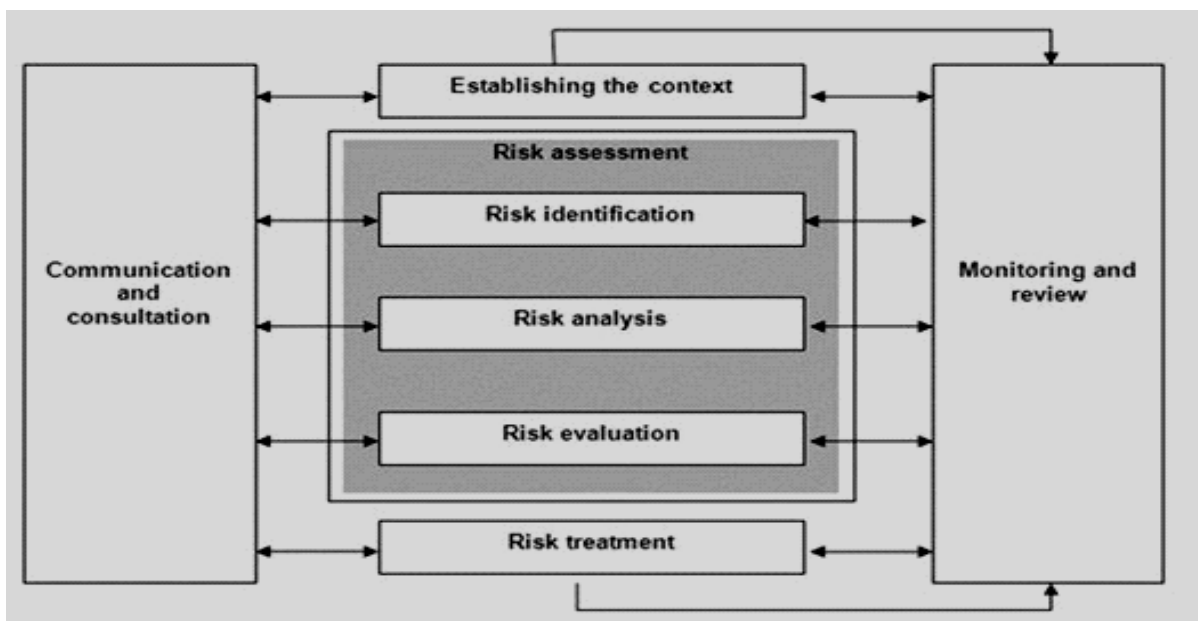 Establishing the context
Risk assessment
Risk identification
Communication
and
consultation
Monitoring and
review
Risk analysis
Risk evaluation
Risk treatment